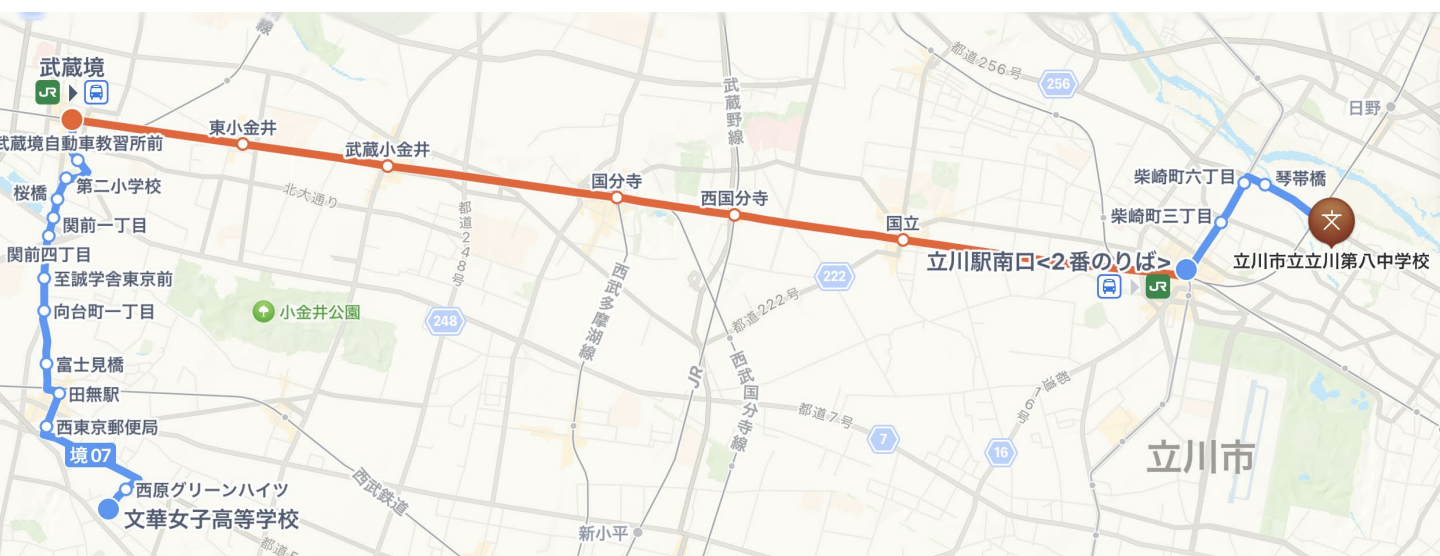 武蔵境
JR
線
都道256号
256
日野
武蔵境自動車教習所前
東小金井
武蔵小金井
武蔵野線
第二小学校
桜橋
北大通り
国分寺
西国分寺
柴崎町六丁目
琴帯橋
関前一丁目
都道248号
国立
柴崎町三丁目
文
関前四丁目
立川駅南口<2番のりば>
立川市立立川第八中学校
至誠学舎東京前
西武多摩湖線
222
JR
向台町一丁目
小金井公園
248
都道222号
富士見橋
JR
西武国分寺線
田無駅
都道7号
都道16号
西東京郵便局
7
境07
16
立川市
西原グリーンハイツ
西武鉄道
文華女子高等学校
新小平